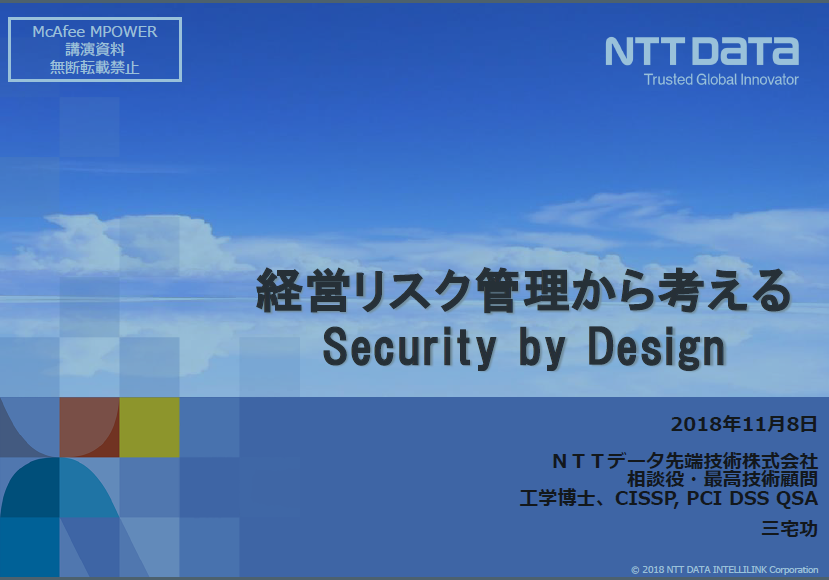 McAfee MPOWER
講演資料
無断転載禁止
NTT DATA
Trusted Global Innovator
経営リスク管理から考える
Security by Design
2018年11月8日
ＮＴＴデータ先端技術株式会社
相談役・最高技術顧問
工学博士、CISSP, PCI DSS QSA
三宅功
© 2018 NTT DATA INTELLILINK Corporation